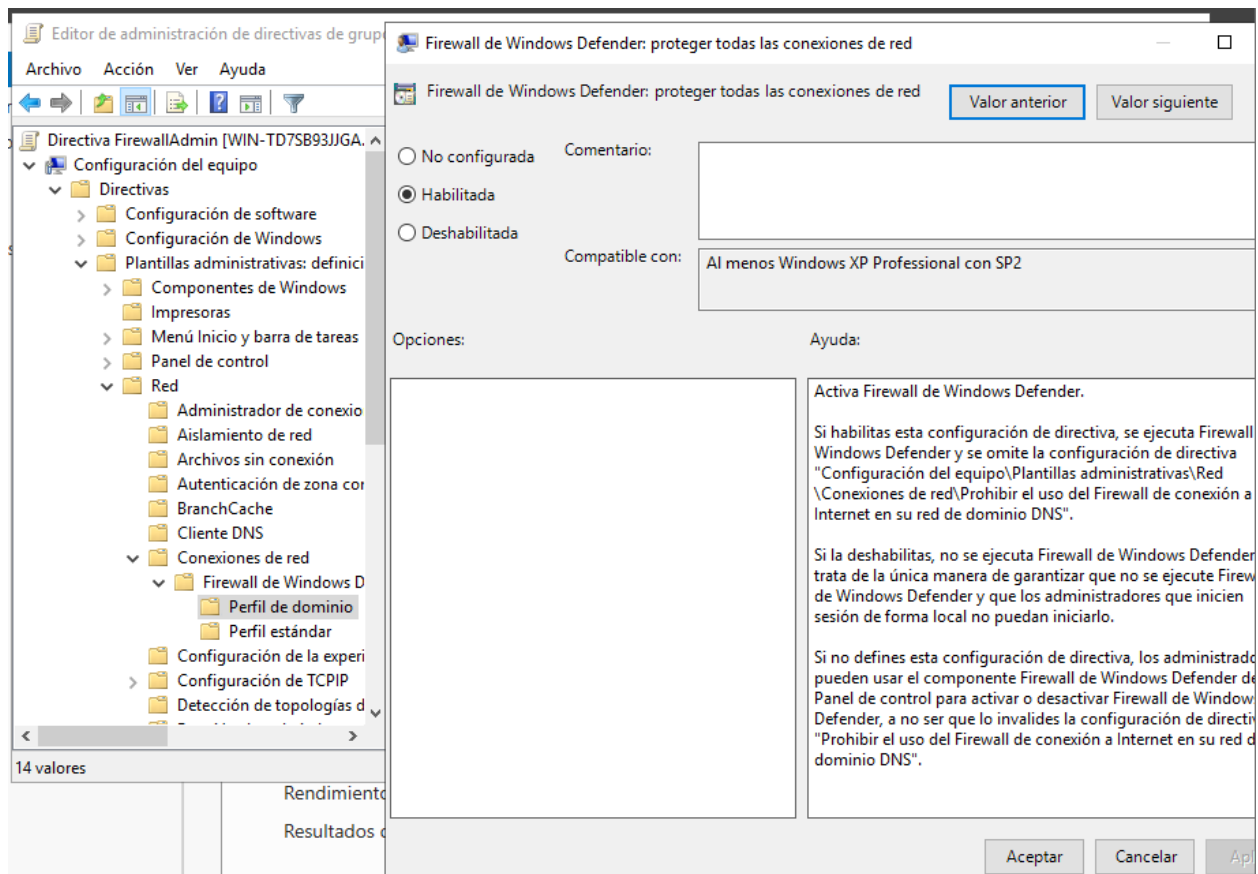 Editor de administración de directivas de grupo
Archivo Acción Ver Ayuda
Directiva FirewallAdmin [WIN-TD7SB93JJGA.
Configuración del equipo
Directivas
Configuración de software
Configuración de Windows
Plantillas administrativas: definici
Componentes de Windows
Impresoras
Menú Inicio y barra de tareas
Panel de control
Red
Administrador de conexio
Aislamiento de red
Archivos sin conexión
Autenticación de zona cor
BranchCache
Cliente DNS
Conexiones de red
Firewall de Windows D
Perfil de dominio
Perfil estándar
Configuración de la experi
Configuración de TCPIP
Detección de topologías d
14 valores
Rendimiento
Resultados
Firewall de Windows Defender: proteger todas las conexiones de red
Firewall de Windows Defender: proteger todas las conexiones de red
Valor anterior
Valor siguiente
No configurada
Habilitada
Deshabilitada
Comentario:
Compatible con:
Al menos Windows XP Professional con SP2
Opciones:
Ayuda:
Activa Firewall de Windows Defender.
Si habilitas esta configuración de directiva, se ejecuta Firewall
Windows Defender y se omite la configuración de directiva
"Configuración del equipo\Plantillas administrativas\Red
\Conexiones de red\Prohibir el uso del Firewall de conexión a
Internet en su red de dominio DNS".
Si la deshabilitas, no se ejecuta Firewall de Windows Defender
trata de la única manera de garantizar que no se ejecute Firew
de Windows Defender y que los administradores que inicien
sesión de forma local no puedan iniciarlo.
Si no defines esta configuración de directiva, los administrado
pueden usar el componente Firewall de Windows Defender de
Panel de control para activar o desactivar Firewall de Window
Defender, a no ser que lo invalides la configuración de directiv
"Prohibir el uso del Firewall de conexión a Internet en su red d
dominio DNS".
Aceptar
Cancelar
Apl